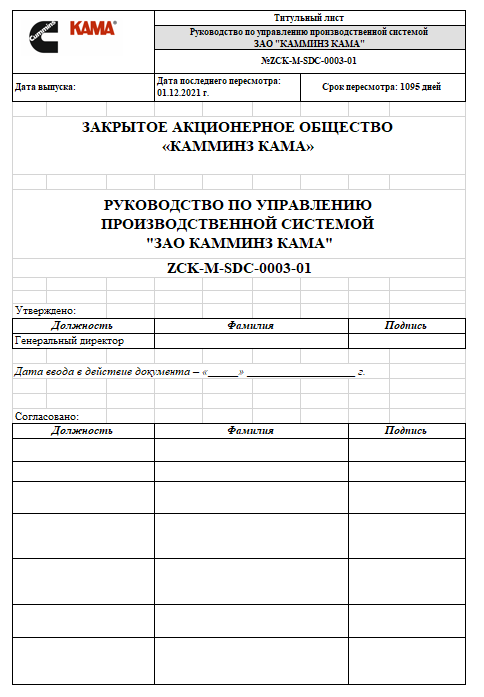 Титульный лист
Cummins
КАМА®
Руководство по управлению производственной системой
ЗАО "КАММИНЗ КАМА"
№ZCK-M-SDC-0003-01
Дата выпуска:
Дата последнего пересмотра:
01.12.2021 г.
Срок пересмотра: 1095 дней
ЗАКРЫТОЕ АКЦИОНЕРНОЕ ОБЩЕСТВО
«КАММИНЗ КАМА»
РУКОВОДСТВО ПО УПРАВЛЕНИЮ
ПРОИЗВОДСТВЕННОЙ СИСТЕМОЙ
"ЗАО КАММИНЗ КАМА"
ZCK-M-SDC-0003-01
Утверждено:
Должность Фамилия Подпись
Генеральный директор
Дата ввода в действие документа – «_____» __________________ г.
Согласовано:
Должность Фамилия Подпись